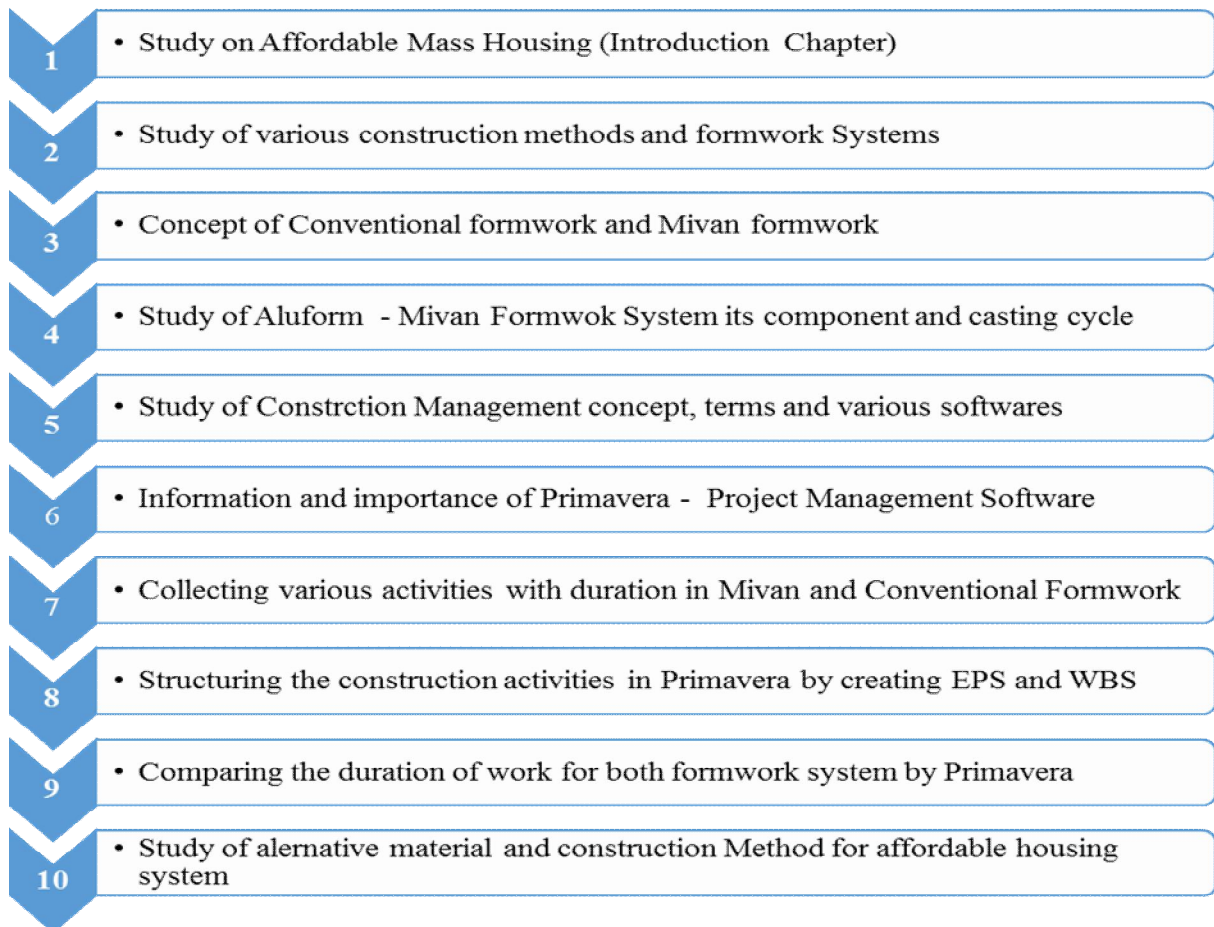 1 • Study on Affordable Mass Housing (Introduction Chapter)
2 • Study of various construction methods and formwork Systems
3 • Concept of Conventional formwork and Mivan formwork
4 • Study of Aluform - Mivan Formwok System its component and casting cycle
5 • Study of Constrction Management concept, terms and various softwares
6 • Information and importance of Primavera - Project Management Software
7 • Collecting various activities with duration in Mivan and Conventional Formwork
8 • Structuring the construction activities in Primavera by creating EPS and WBS
9 • Comparing the duration of work for both formwork system by Primavera
10 • Study of alernative material and construction Method for affordable housing
system